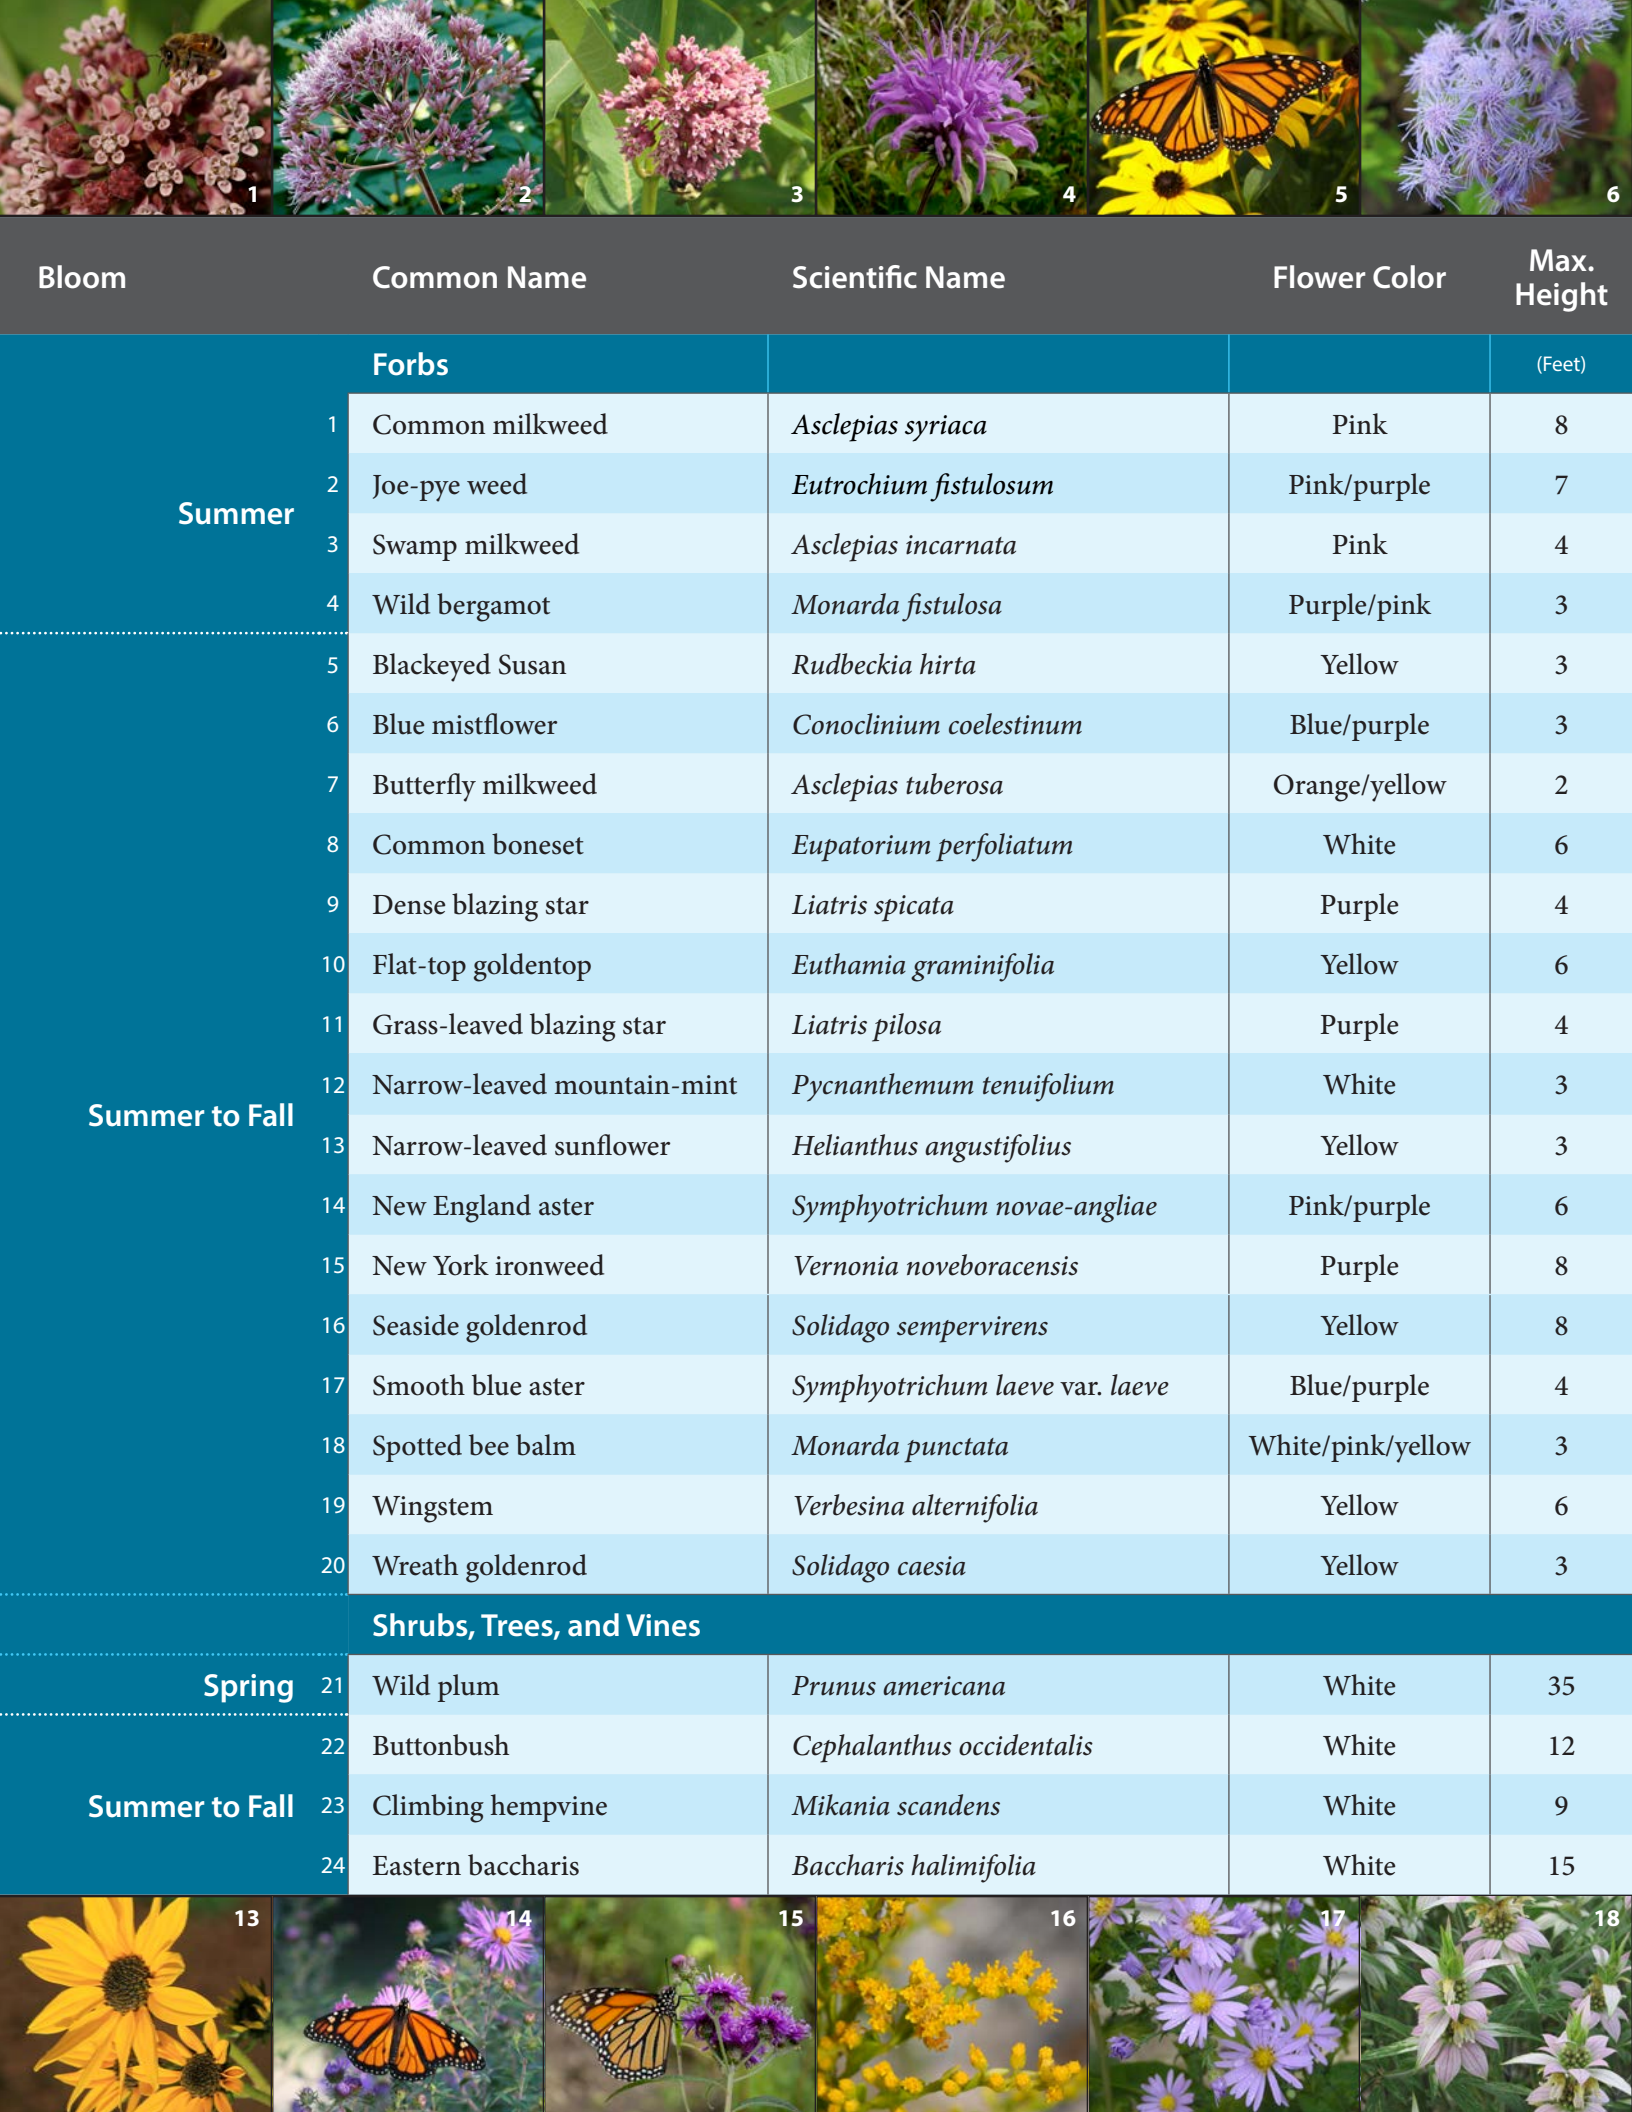 1 2 3 4 5 6
Bloom Common Name Scientific Name Flower Color Max. Height
Forbs (Feet)
Summer
1 Common milkweed Asclepias syriaca Pink 8
2 Joe-pye weed Eutrochium fistulosum Pink/purple 7
3 Swamp milkweed Asclepias incarnata Pink 4
4 Wild bergamot Monarda fistulosa Purple/pink 3
Summer to Fall
5 Blackeyed Susan Rudbeckia hirta Yellow 3
6 Blue mistflower Conoclinium coelestinum Blue/purple 3
7 Butterfly milkweed Asclepias tuberosa Orange/yellow 2
8 Common boneset Eupatorium perfoliatum White 6
9 Dense blazing star Liatris spicata Purple 4
10 Flat-top goldentop Euthamia graminifolia Yellow 6
11 Grass-leaved blazing star Liatris pilosa Purple 4
12 Narrow-leaved mountain-mint Pycnanthemum tenuifolium White 3
13 Narrow-leaved sunflower Helianthus angustifolius Yellow 3
14 New England aster Symphyotrichum novae-angliae Pink/purple 6
15 New York ironweed Vernonia noveboracensis Purple 8
16 Seaside goldenrod Solidago sempervirens Yellow 8
17 Smooth blue aster Symphyotrichum laeve var. laeve Blue/purple 4
18 Spotted bee balm Monarda punctata White/pink/yellow 3
19 Wingstem Verbesina alternifolia Yellow 6
20 Wreath goldenrod Solidago caesia Yellow 3
Shrubs, Trees, and Vines
Spring 21 Wild plum Prunus americana White 35
Summer to Fall
22 Buttonbush Cephalanthus occidentalis White 12
23 Climbing hempvine Mikania scandens White 9
24 Eastern baccharis Baccharis halimifolia White 15
13 14 15 16 17 18